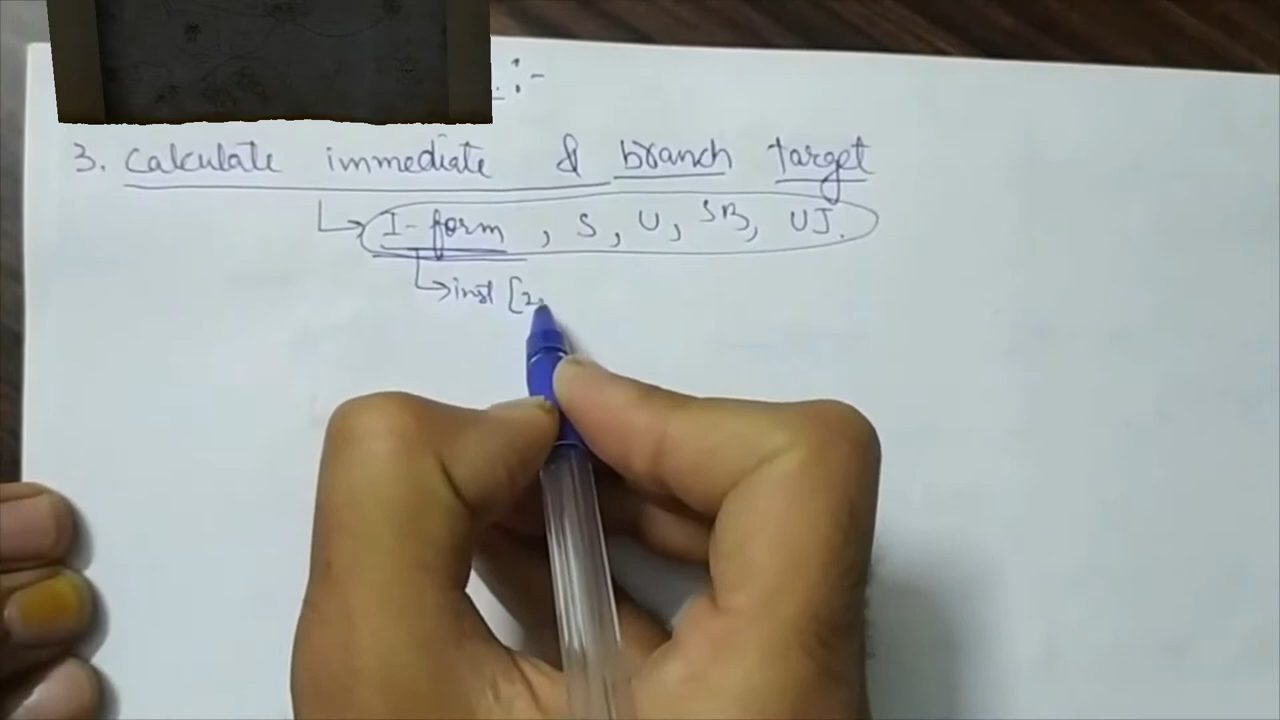 :-
3. Calculate immediate & branch target
I-form, S, U, SB, UJ.
inst [2